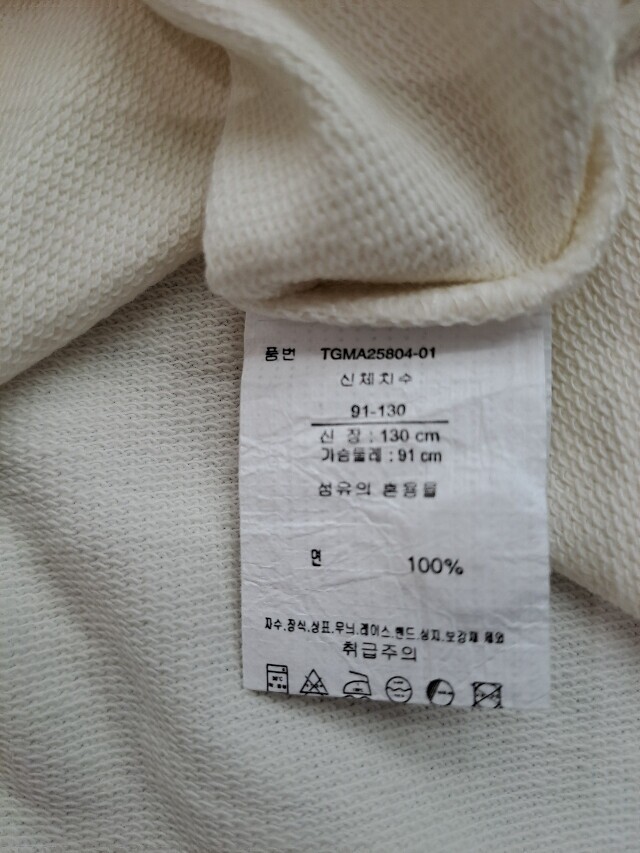 품번 TGMA25804-01
신체치수
91-130
신 장 : 130 cm
가슴둘레 : 91 cm
섬유의 혼용률
면 100%
자수.장식.상표.무늬.레이스.밴드.심지.보강재 제외
취급주의